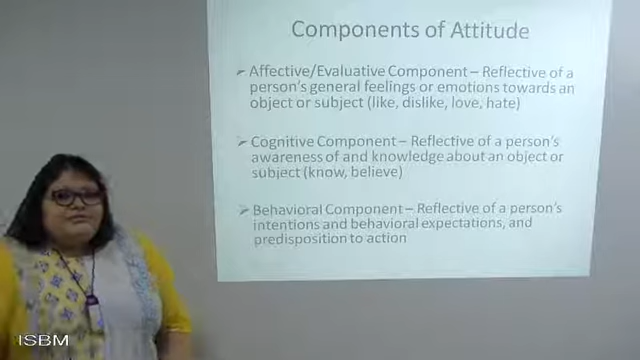 Components of Attitude
➢ Affective/Evaluative Component – Reflective of a
person's general feelings or emotions towards an
object or subject (like, dislike, love, hate)
➢ Cognitive Component – Reflective of a person's
awareness of and knowledge about an object or
subject (know, believe)
➢ Behavioral Component – Reflective of a person's
intentions and behavioral expectations, and
predisposition to action
ISBM